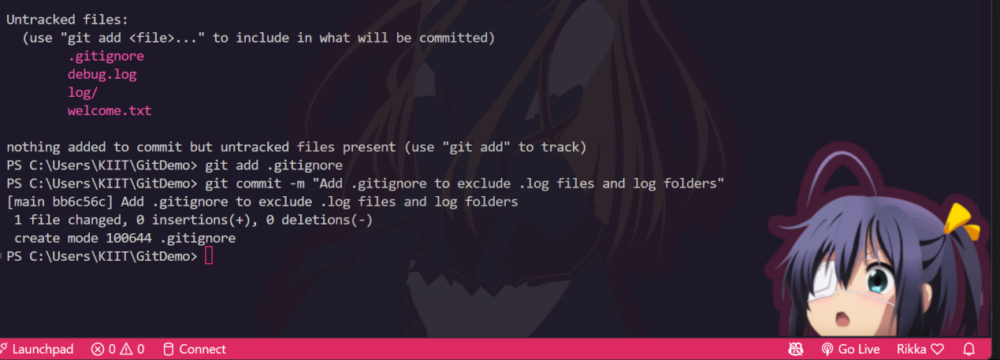 Untracked files:
  (use "git add <file>..." to include in what will be committed)
        .gitignore
        debug.log
        log/
        welcome.txt

nothing added to commit but untracked files present (use "git add" to track)
PS C:\Users\KIIT\GitDemo> git add .gitignore
PS C:\Users\KIIT\GitDemo> git commit -m "Add .gitignore to exclude .log files and log folders"
[main bb6c56c] Add .gitignore to exclude .log files and log folders
 1 file changed, 0 insertions(+), 0 deletions(-)
 create mode 100644 .gitignore
PS C:\Users\KIIT\GitDemo>
Launchpad 0 0 Connect Go Live Rikka ♡